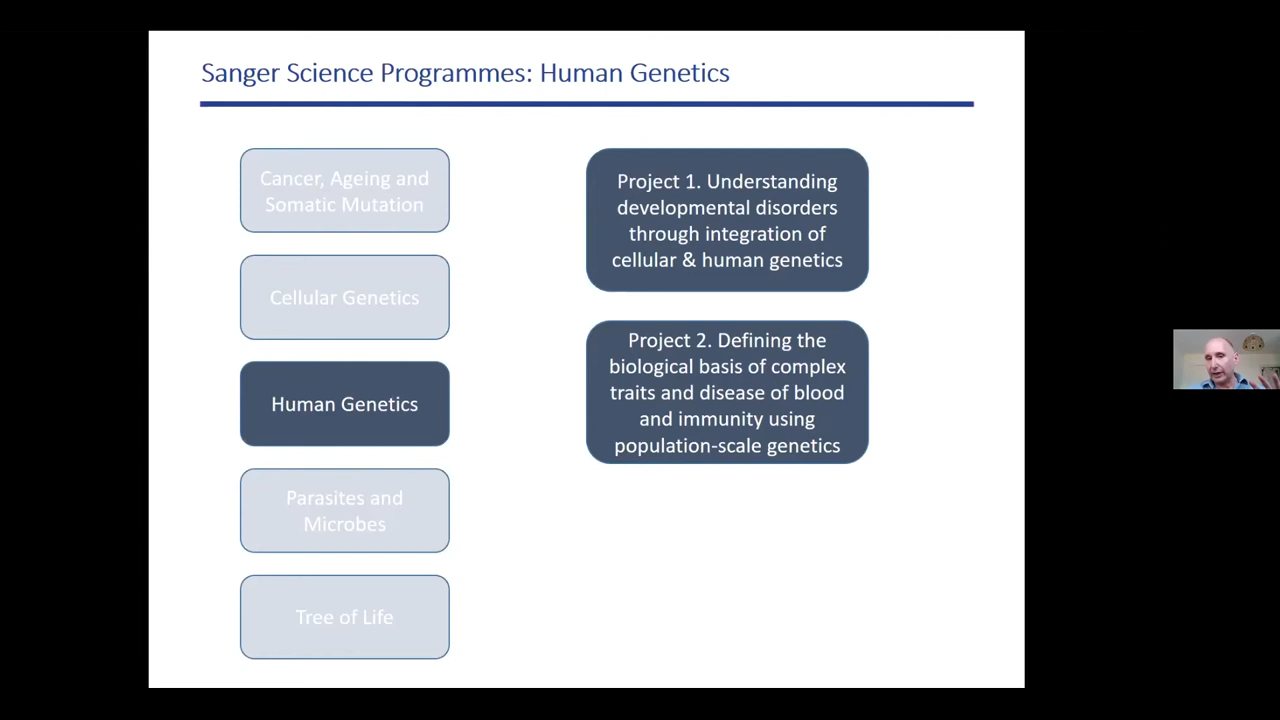 Sanger Science Programmes: Human Genetics
Cancer, Ageing and
Somatic Mutation
Cellular Genetics
Human Genetics
Parasites and
Microbes
Tree of Life
Project 1. Understanding
developmental disorders
through integration of
cellular & human genetics
Project 2. Defining the
biological basis of complex
traits and disease of blood
and immunity using
population-scale genetics